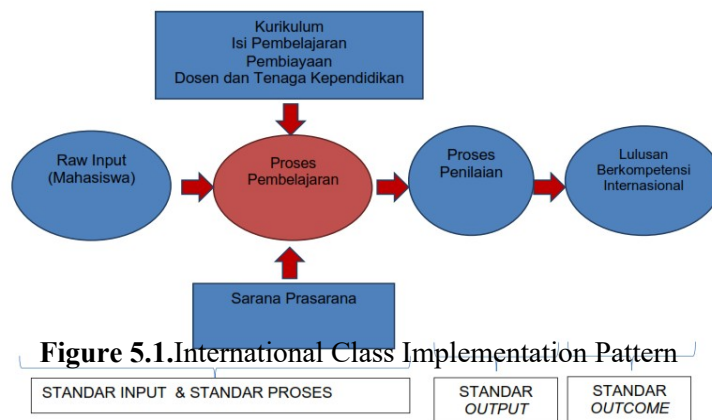 Kurikulum
Isi Pembelajaran
Pembiayaan
Dosen dan Tenaga Kependidikan
Raw Input
(Mahasiswa)
Proses
Pembelajaran
Proses
Penilaian
Lulusan
Berkompetensi
Internasional
Sarana Prasarana
Figure 5.1.International Class Implementation Pattern
STANDAR INPUT & STANDAR PROSES
STANDAR
OUTPUT
STANDAR
OUTCOME